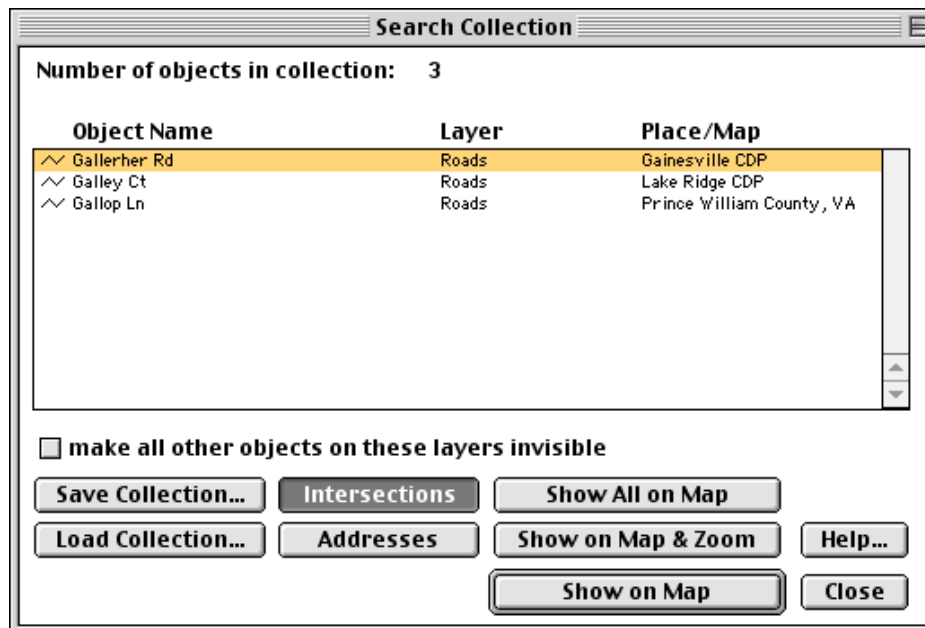 Search Collection
Number of objects in collection: 3
Object Name Layer Place/Map
Gallerher Rd Roads Gainesville CDP
Galley Ct Roads Lake Ridge CDP
Gallop Ln Roads Prince William County, VA
make all other objects on these layers invisible
Save Collection... Intersections Show All on Map
Load Collection... Addresses Show on Map & Zoom Help...
Show on Map Close